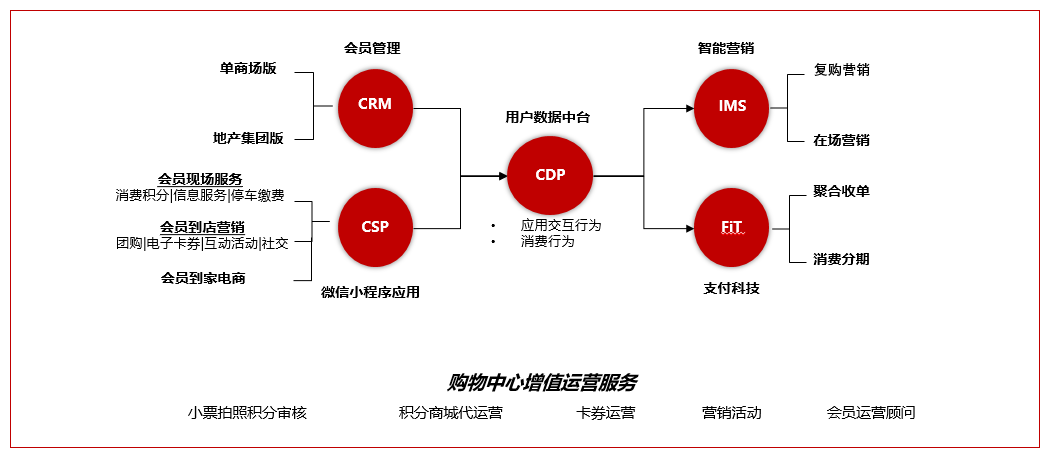 会员管理
CRM
单商场版
地产集团版
会员现场服务
消费积分|信息服务|停车缴费
会员到店营销
团购|电子卡券|互动活动|社交
会员到家电商
CSP
微信小程序应用
用户数据中台
CDP
• 应用交互行为
• 消费行为
智能营销
IMS
复购营销
在场营销
FiT
支付科技
聚合收单
消费分期
购物中心增值运营服务
小票拍照积分审核 积分商城代运营 卡券运营 营销活动 会员运营顾问